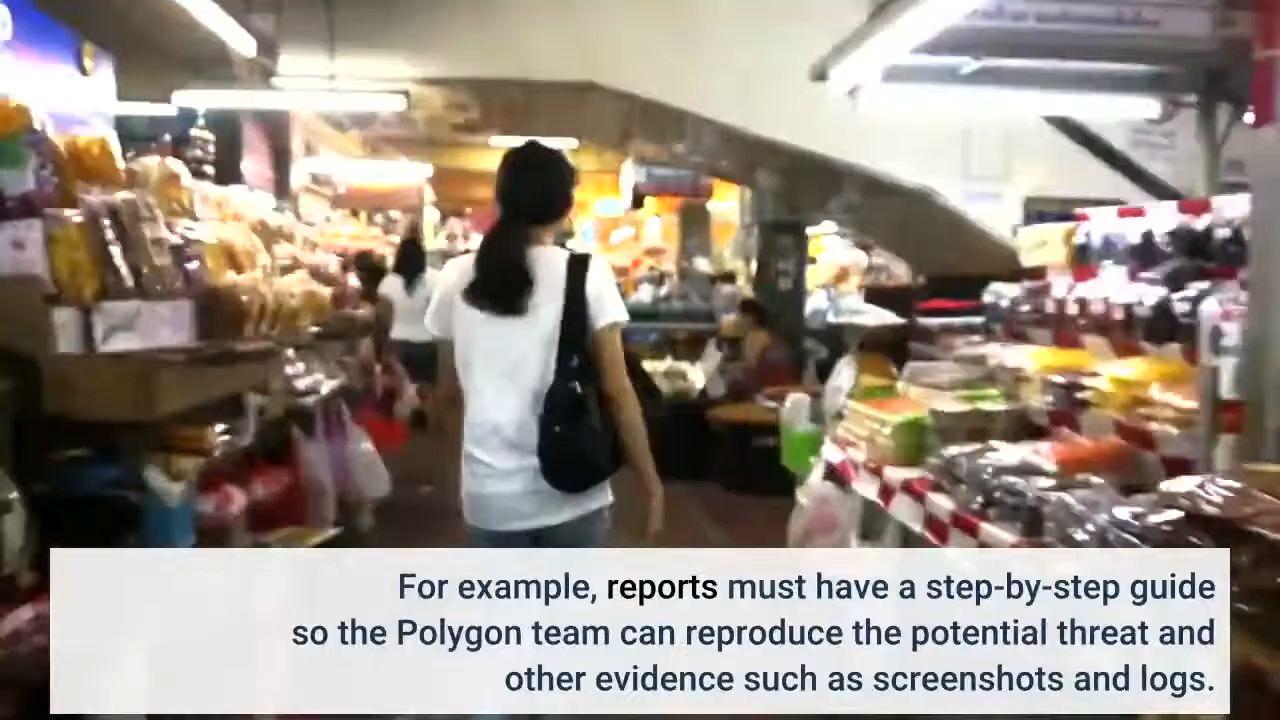 For example, reports must have a step-by-step guide
so the Polygon team can reproduce the potential threat and
other evidence such as screenshots and logs.